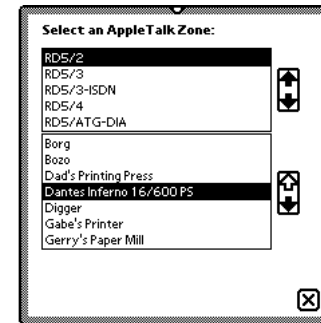 Select an AppleTalk Zone:
RD5/2
RD5/3
RD5/3-ISDN
RD5/4
RD5/ATG-DIA
Borg
Bozo
Dad's Printing Press
Dantes Inferno 16/600 PS
Digger
Gabe's Printer
Gerry's Paper Mill